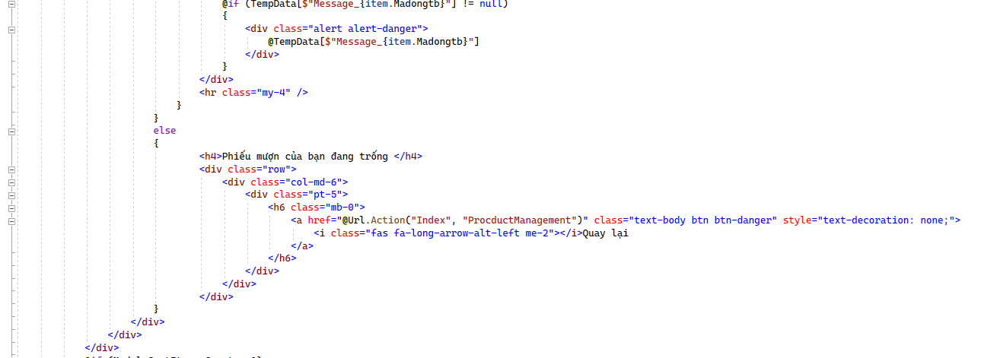 @if (TempData[$"Message_{item.Madongtb}"] != null)
{
<div class="alert alert-danger">
@TempData[$"Message_{item.Madongtb}"]
</div>
}
</div>
<hr class="my-4" />
}
}
else
{
<h4>Phiếu mượn của bạn đang trống </h4>
<div class="row">
<div class="col-md-6">
<div class="pt-5">
<h6 class="mb-0">
<a href="@Url.Action("Index", "ProcductManagement")" class="text-body btn btn-danger" style="text-decoration: none;">
<i class="fas fa-long-arrow-alt-left me-2"></i>Quay lại
</a>
</h6>
</div>
</div>
</div>
}
</div>
</div>
</div>